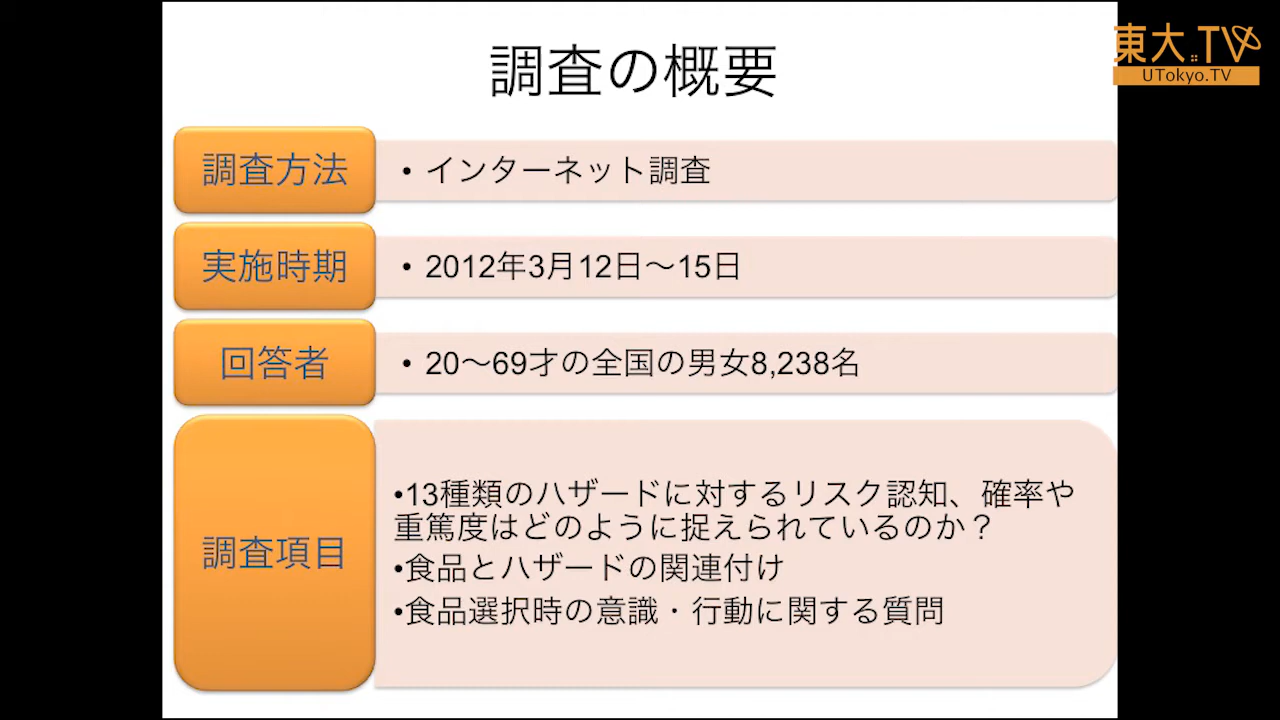 調査の概要
東大.TV
UTokyo.TV
調査方法
• インターネット調査
実施時期
• 2012年3月12日〜15日
回答者
• 20〜69才の全国の男女8,238名
調査項目
•13種類のハザードに対するリスク認知、確率や
重篤度はどのように捉えられているのか？
•食品とハザードの関連付け
•食品選択時の意識・行動に関する質問